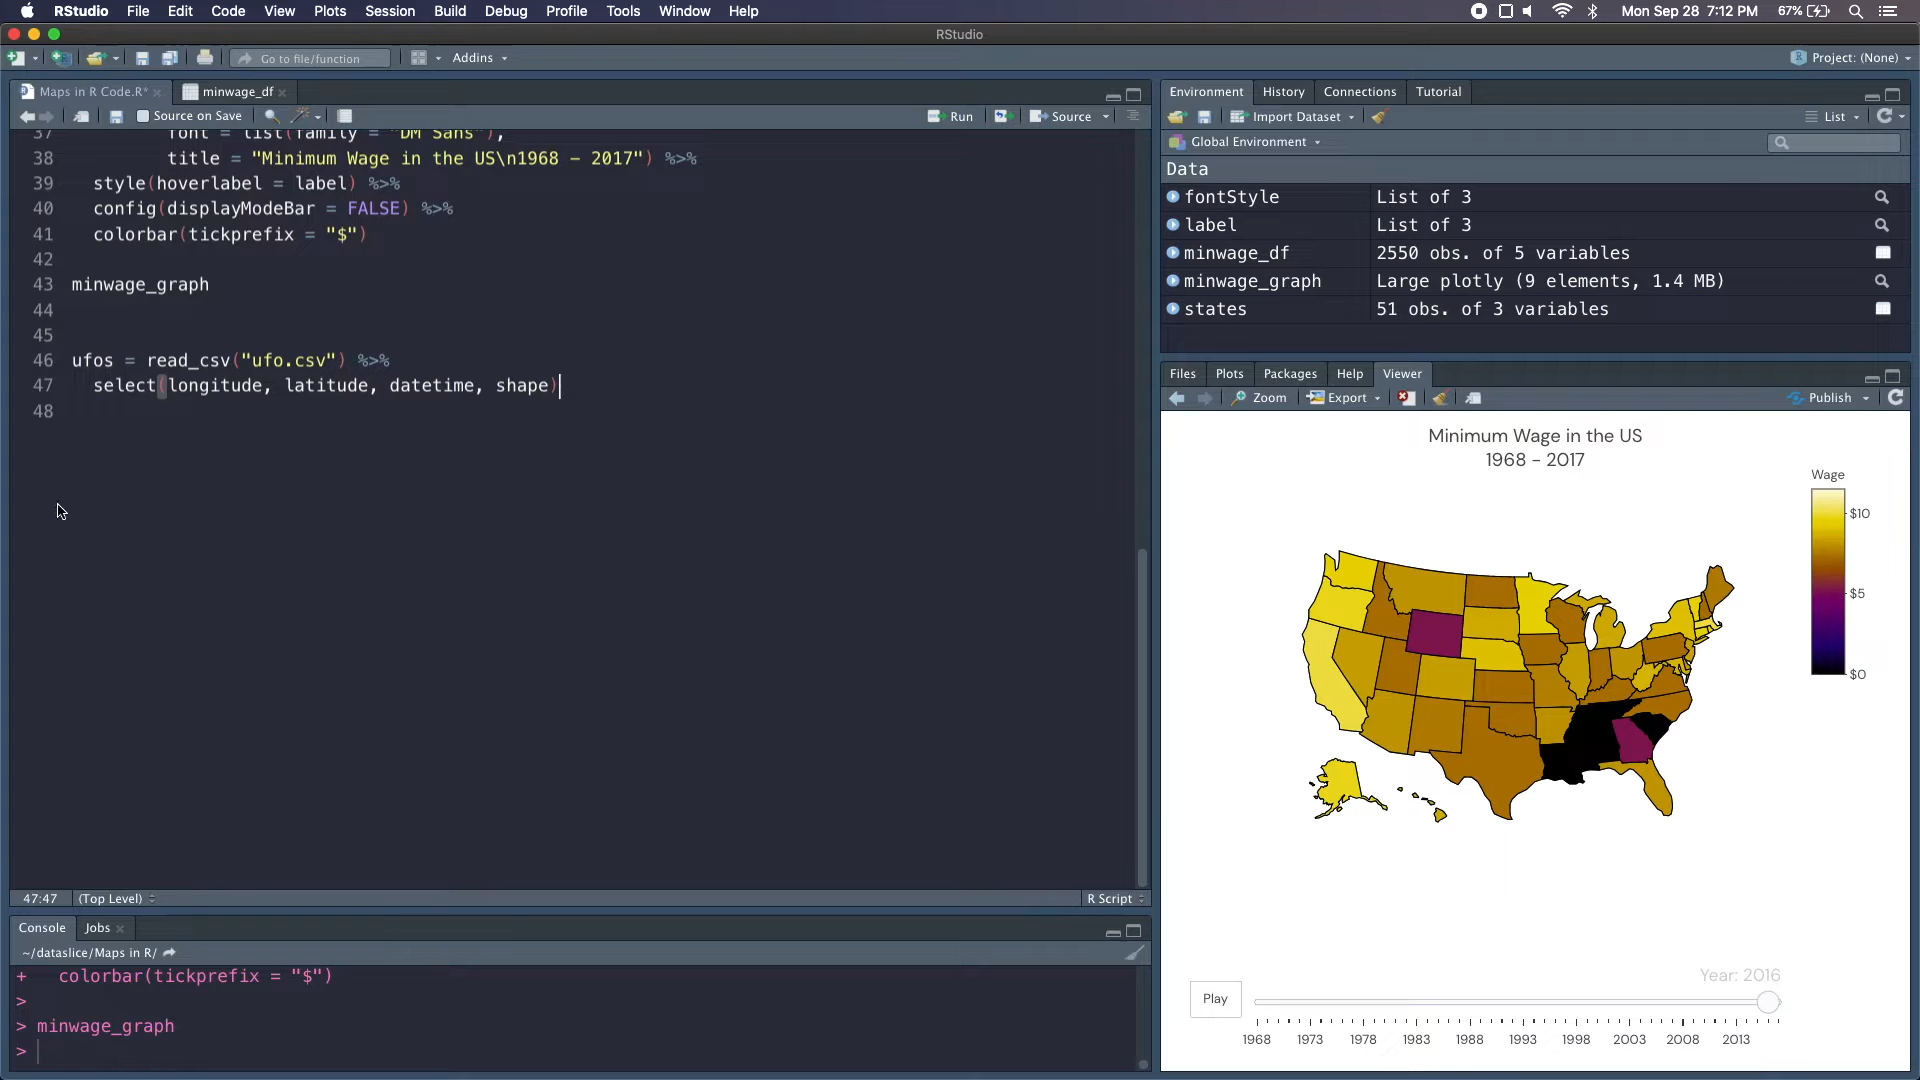 RStudio File Edit Code View Plots Session Build Debug Profile Tools Window Help
Mon Sep 28 7:12 PM 67%
RStudio
Go to file/function Addins
Project: (None)
Maps in R Code.R* minwage_df
Source on Save Run Source
37 font = list(family = "DM Sans"),
38 title = "Minimum Wage in the US\n1968 - 2017") %>%
39 style(hoverlabel = label) %>%
40 config(displayModeBar = FALSE) %>%
41 colorbar(tickprefix = "$")
42
43 minwage_graph
44
45
46 ufos = read_csv("ufo.csv") %>%
47 select(longitude, latitude, datetime, shape)
48
47:47 (Top Level) R Script
Console Jobs
~/dataslice/Maps in R/
+ colorbar(tickprefix = "$")
>
> minwage_graph
>
Environment History Connections Tutorial
Import Dataset List
Global Environment
Data
fontStyle List of 3
label List of 3
minwage_df 2550 obs. of 5 variables
minwage_graph Large plotly (9 elements, 1.4 MB)
states 51 obs. of 3 variables
Files Plots Packages Help Viewer
Zoom Export Publish
Minimum Wage in the US
1968 - 2017
Wage
$10
$5
$0
Year: 2016
Play
1968 1973 1978 1983 1988 1993 1998 2003 2008 2013